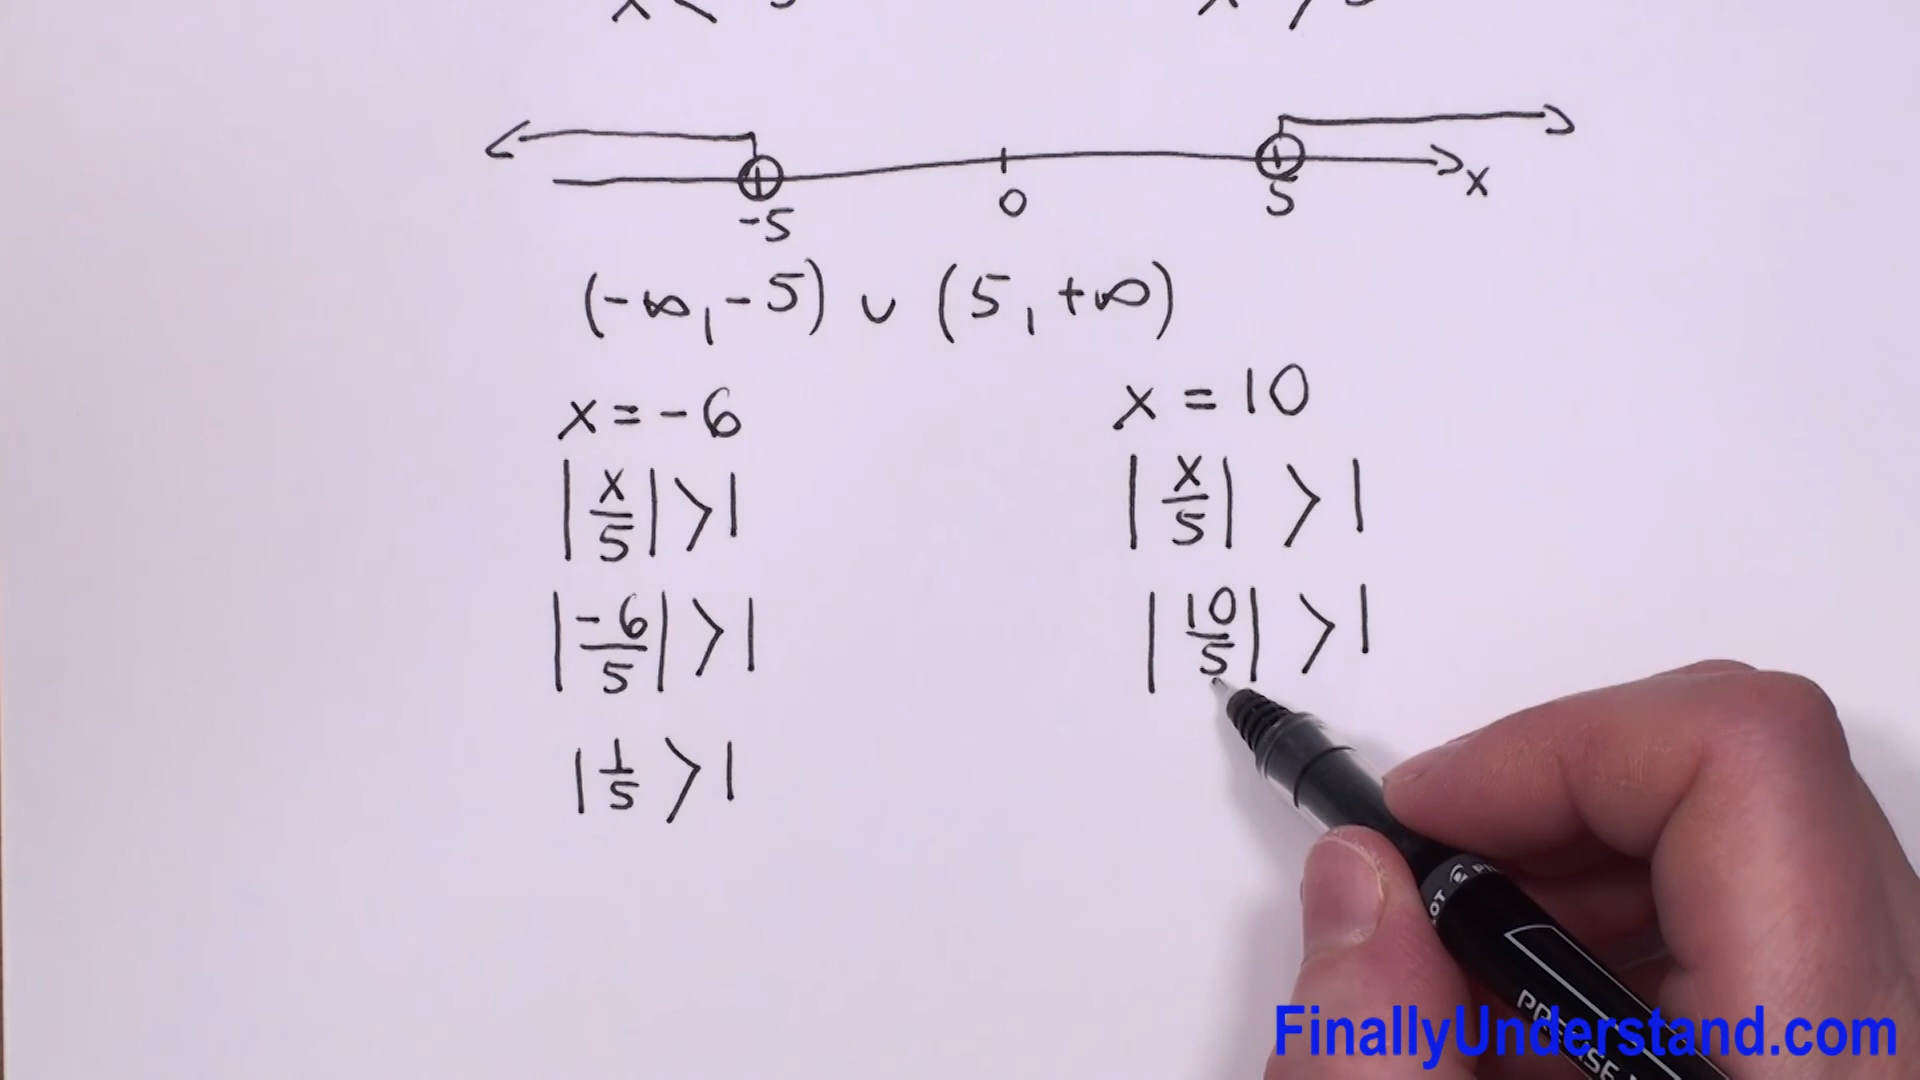 -5 0 5 x
(-∞, -5) ∪ (5, +∞)
x = -6 x = 10
|x/5| > 1 |x/5| > 1
|-6/5| > 1 |10/5| > 1
|1/5 > 1
FinallyUnderstand.com